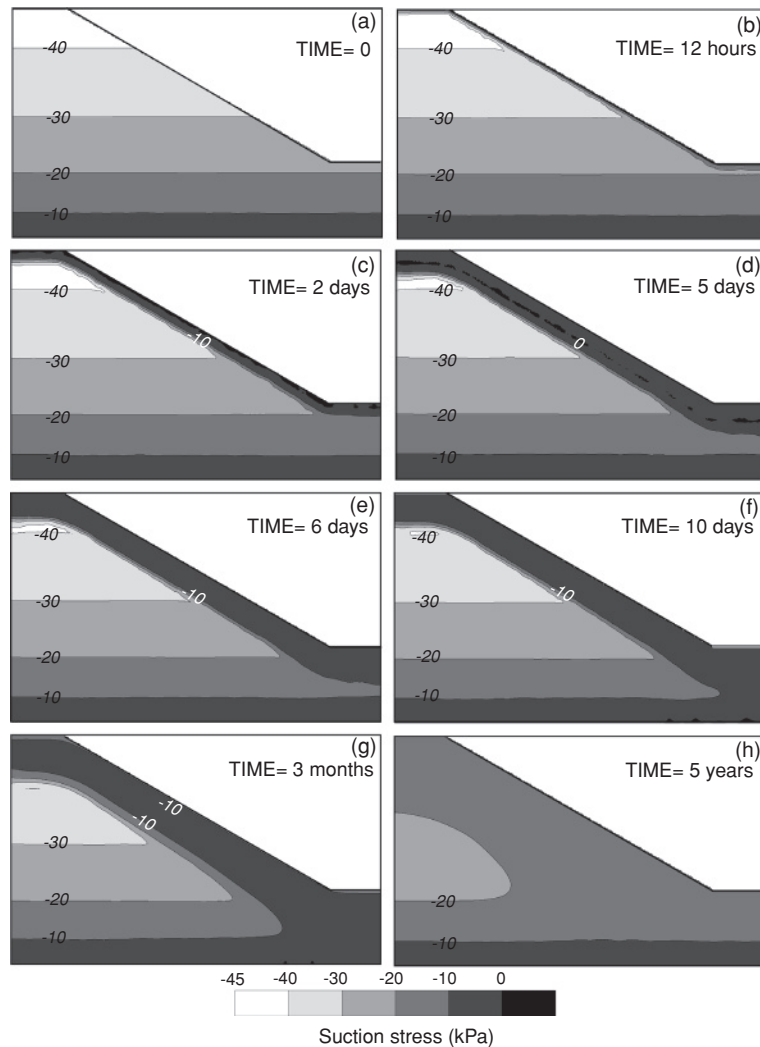 (a)
TIME= 0
-40
-30
-20
-10
(b)
TIME= 12 hours
-40
-30
-20
-10
(c)
TIME= 2 days
-40
-10
-30
-20
-10
(d)
TIME= 5 days
-40
0
-30
-20
-10
(e)
TIME= 6 days
-40
-10
-30
-20
-10
(f)
TIME= 10 days
-40
-10
-30
-20
-10
(g)
TIME= 3 months
-10
-10
-30
-20
-10
(h)
TIME= 5 years
-20
-10
-45 -40 -30 -20 -10 0
Suction stress (kPa)